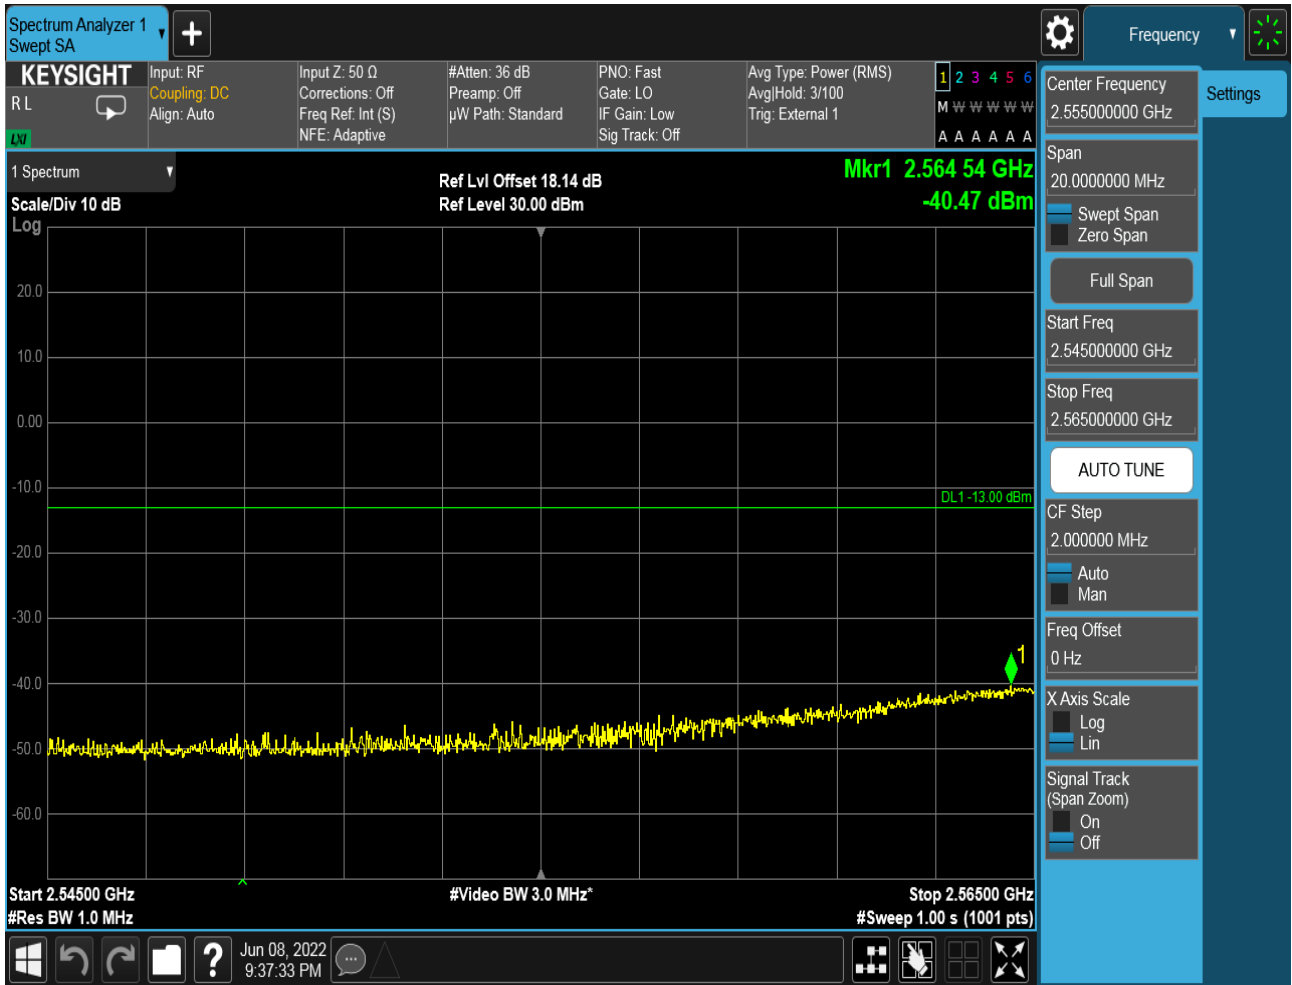 Spectrum Analyzer 1
Swept SA
Frequency
KEYSIGHT
R L
LXI
Input: RF
Coupling: DC
Align: Auto
Input Z: 50 Ω
Corrections: Off
Freq Ref: Int (S)
NFE: Adaptive
#Atten: 36 dB
Preamp: Off
µW Path: Standard
PNO: Fast
Gate: LO
IF Gain: Low
Sig Track: Off
Avg Type: Power (RMS)
Avg|Hold: 3/100
Trig: External 1
1 2 3 4 5 6
M W W W W W
A A A A A A
1 Spectrum
Scale/Div 10 dB
Log
Ref Lvl Offset 18.14 dB
Ref Level 30.00 dBm
Mkr1 2.564 54 GHz
-40.47 dBm
20.0
10.0
0.00
-10.0
-20.0
-30.0
-40.0
-50.0
-60.0
DL1 -13.00 dBm
1
Start 2.54500 GHz
#Res BW 1.0 MHz
#Video BW 3.0 MHz*
Stop 2.56500 GHz
#Sweep 1.00 s (1001 pts)
Jun 08, 2022
9:37:33 PM
?
Center Frequency
2.555000000 GHz
Settings
Span
20.0000000 MHz
Swept Span
Zero Span
Full Span
Start Freq
2.545000000 GHz
Stop Freq
2.565000000 GHz
AUTO TUNE
CF Step
2.000000 MHz
Auto
Man
Freq Offset
0 Hz
X Axis Scale
Log
Lin
Signal Track
(Span Zoom)
On
Off